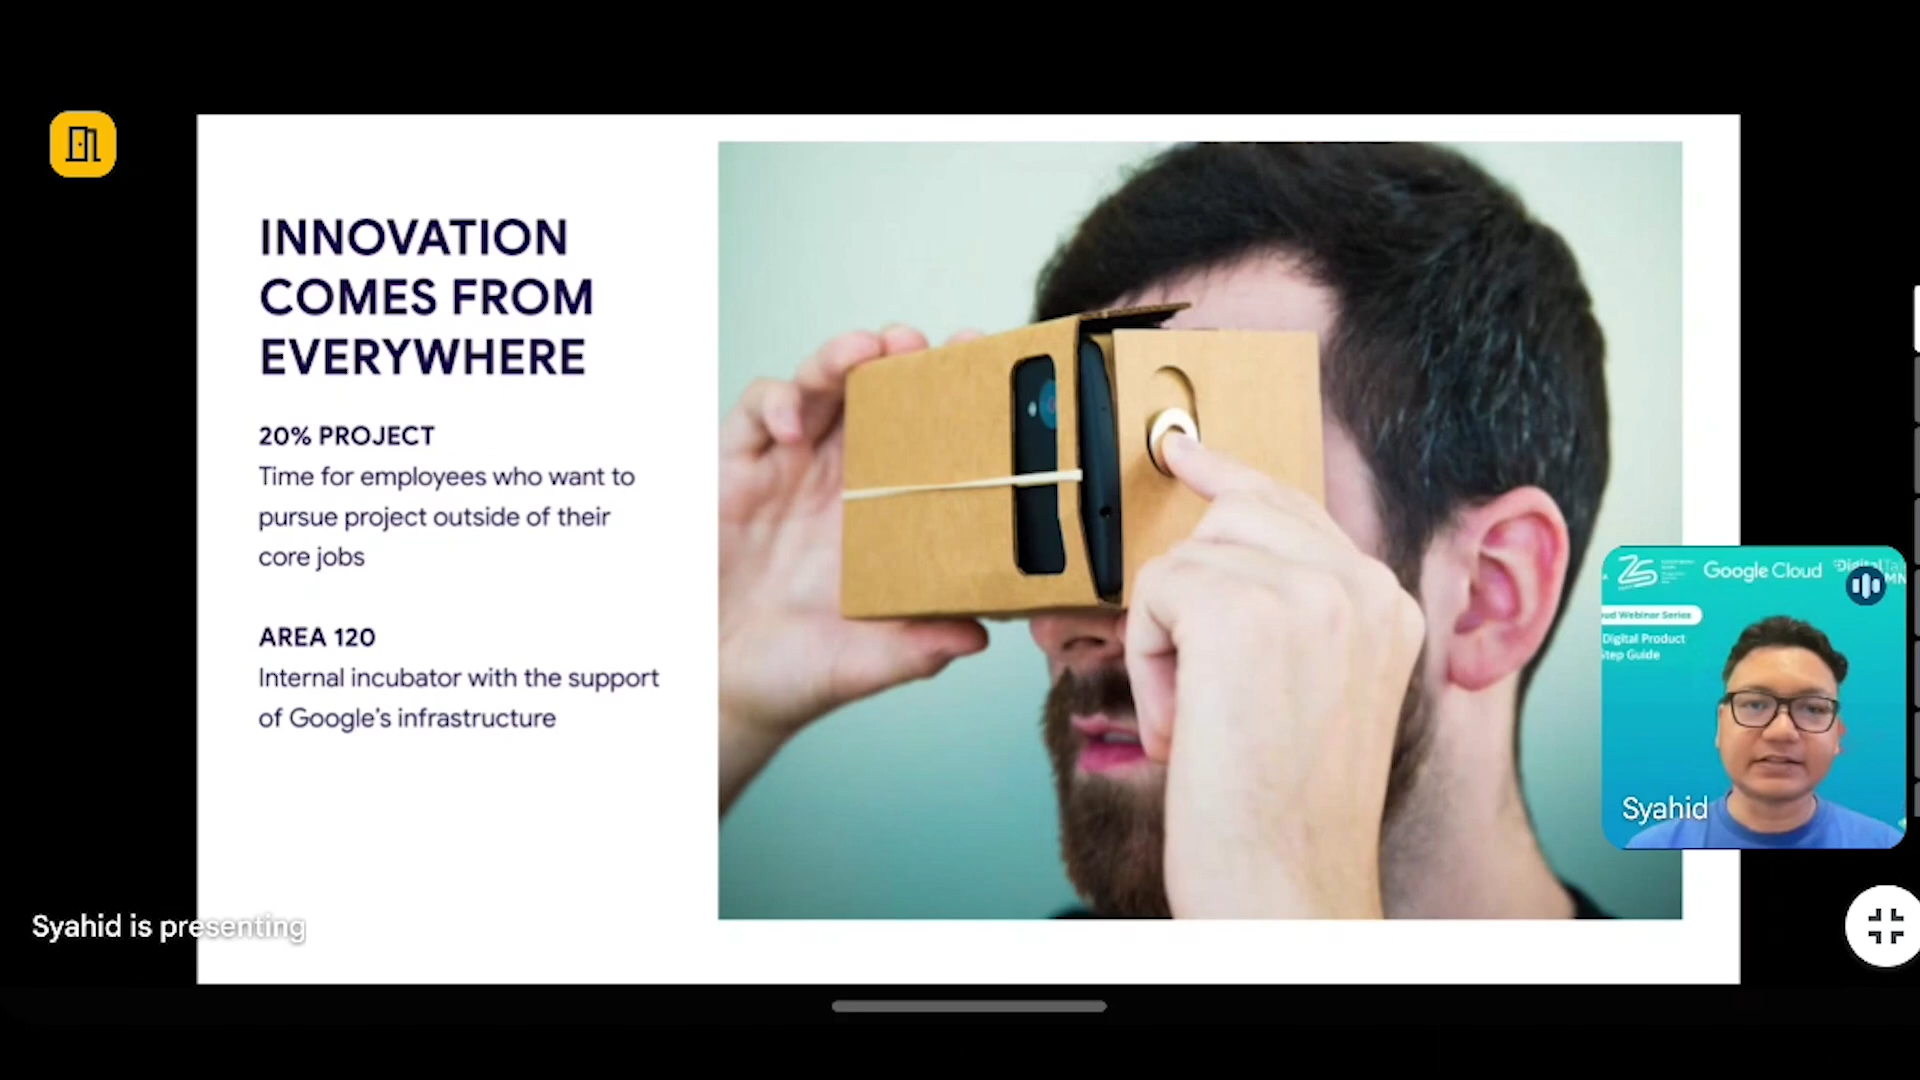 INNOVATION
COMES FROM
EVERYWHERE
20% PROJECT
Time for employees who want to
pursue project outside of their
core jobs
AREA 120
Internal incubator with the support
of Google's infrastructure
Google Cloud
Webinar Series
Digital Product
Step Guide
Syahid
Syahid is presenting